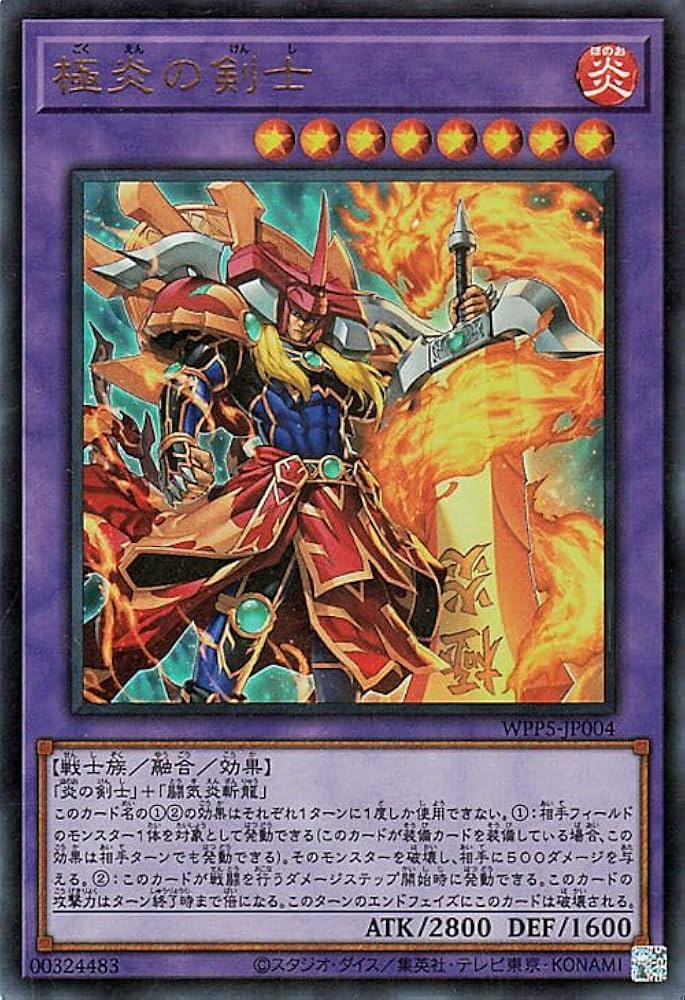 極炎の剣士
炎
極炎
WPP5-JP004
【戦士族/融合/効果】
「炎の剣士」+「闘気炎斬龍」
このカード名の①②の効果はそれぞれ1ターンに1度しか使用できない。①:相手フィールド
のモンスター1体を対象として発動できる(このカードが装備カードを装備している場合、この
効果は相手ターンでも発動できる)。そのモンスターを破壊し、相手に500ダメージを与
える。②:このカードが戦闘を行うダメージステップ開始時に発動できる。このカード
の攻撃力はターン終了時まで倍になる。このターンのエンドフェイズにこのカードは破壊される。
ATK/2800 DEF/1600
00324483
©スタジオ・ダイス/集英社・テレビ東京・KONAMI